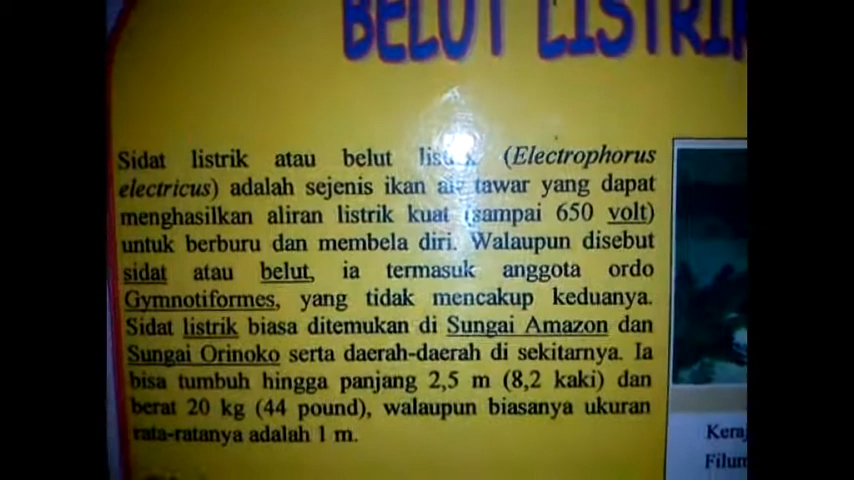 BELUT LISTRIK
Sidat listrik atau belut listrik (Electrophorus
electricus) adalah sejenis ikan air tawar yang dapat
menghasilkan aliran listrik kuat (sampai 650 volt)
untuk berburu dan membela diri. Walaupun disebut
sidat atau belut, ia termasuk anggota ordo
Gymnotiformes, yang tidak mencakup keduanya.
Sidat listrik biasa ditemukan di Sungai Amazon dan
Sungai Orinoko serta daerah-daerah di sekitarnya. Ia
bisa tumbuh hingga panjang 2,5 m (8,2 kaki) dan
berat 20 kg (44 pound), walaupun biasanya ukuran
rata-ratanya adalah 1 m.